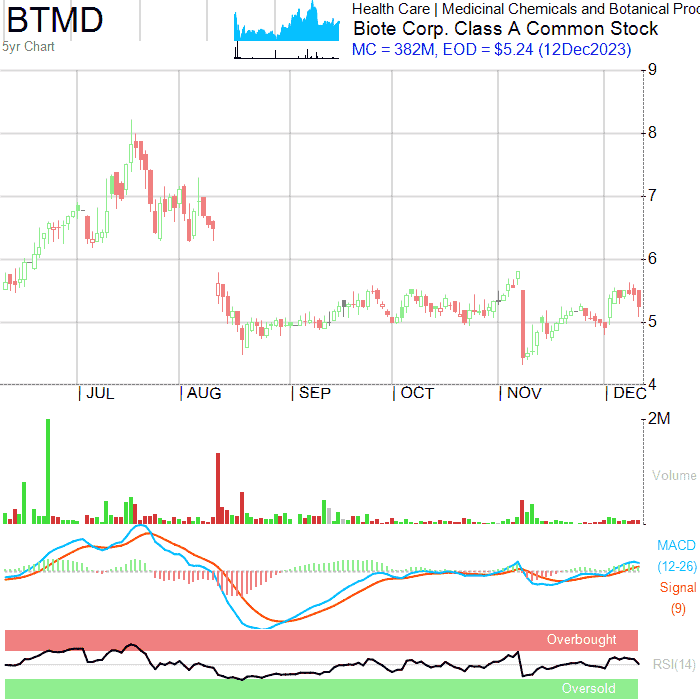 BTMD
5yr Chart
Health Care | Medicinal Chemicals and Botanical Proc
Biote Corp. Class A Common Stock
MC = 382M, EOD = $5.24 (12Dec2023)
9
8
7
6
5
4
| JUL | AUG | SEP | OCT | NOV | DEC
2M
Volume
MACD
(12-26)
Signal
(9)
Overbought
RSI(14)
Oversold